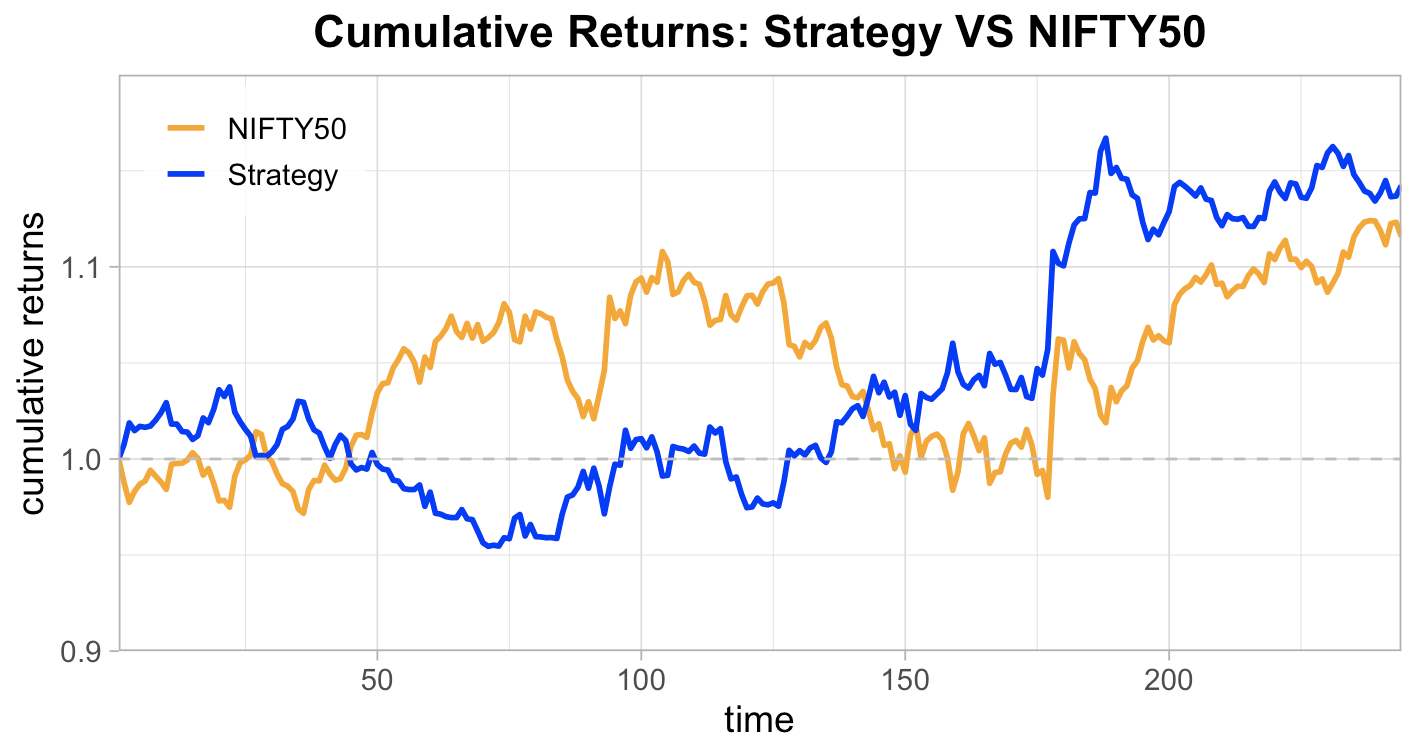 Cumulative Returns: Strategy VS NIFTY50
NIFTY50
Strategy
cumulative returns
1.1
1.0
0.9
50
100
150
200
time